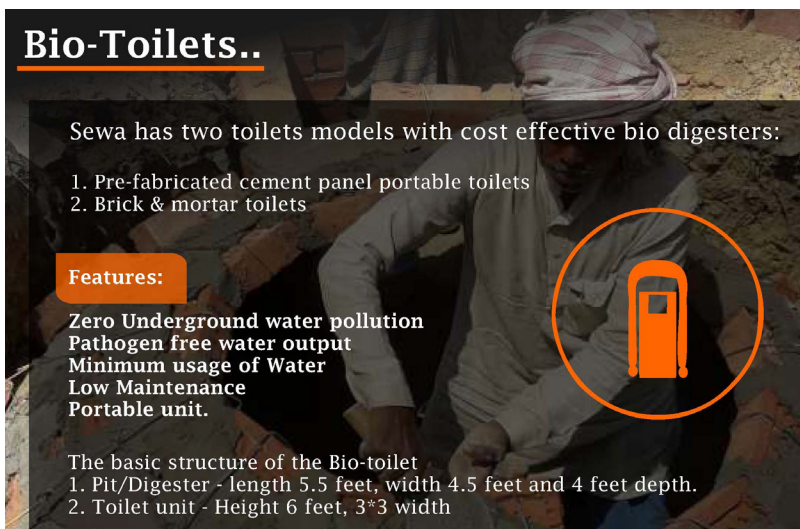 Bio-Toilets..
Sewa has two toilets models with cost effective bio digesters:
1. Pre-fabricated cement panel portable toilets
2. Brick & mortar toilets
Features:
Zero Underground water pollution
Pathogen free water output
Minimum usage of Water
Low Maintenance
Portable unit.
The basic structure of the Bio-toilet
1. Pit/Digester - length 5.5 feet, width 4.5 feet and 4 feet depth.
2. Toilet unit - Height 6 feet, 3*3 width